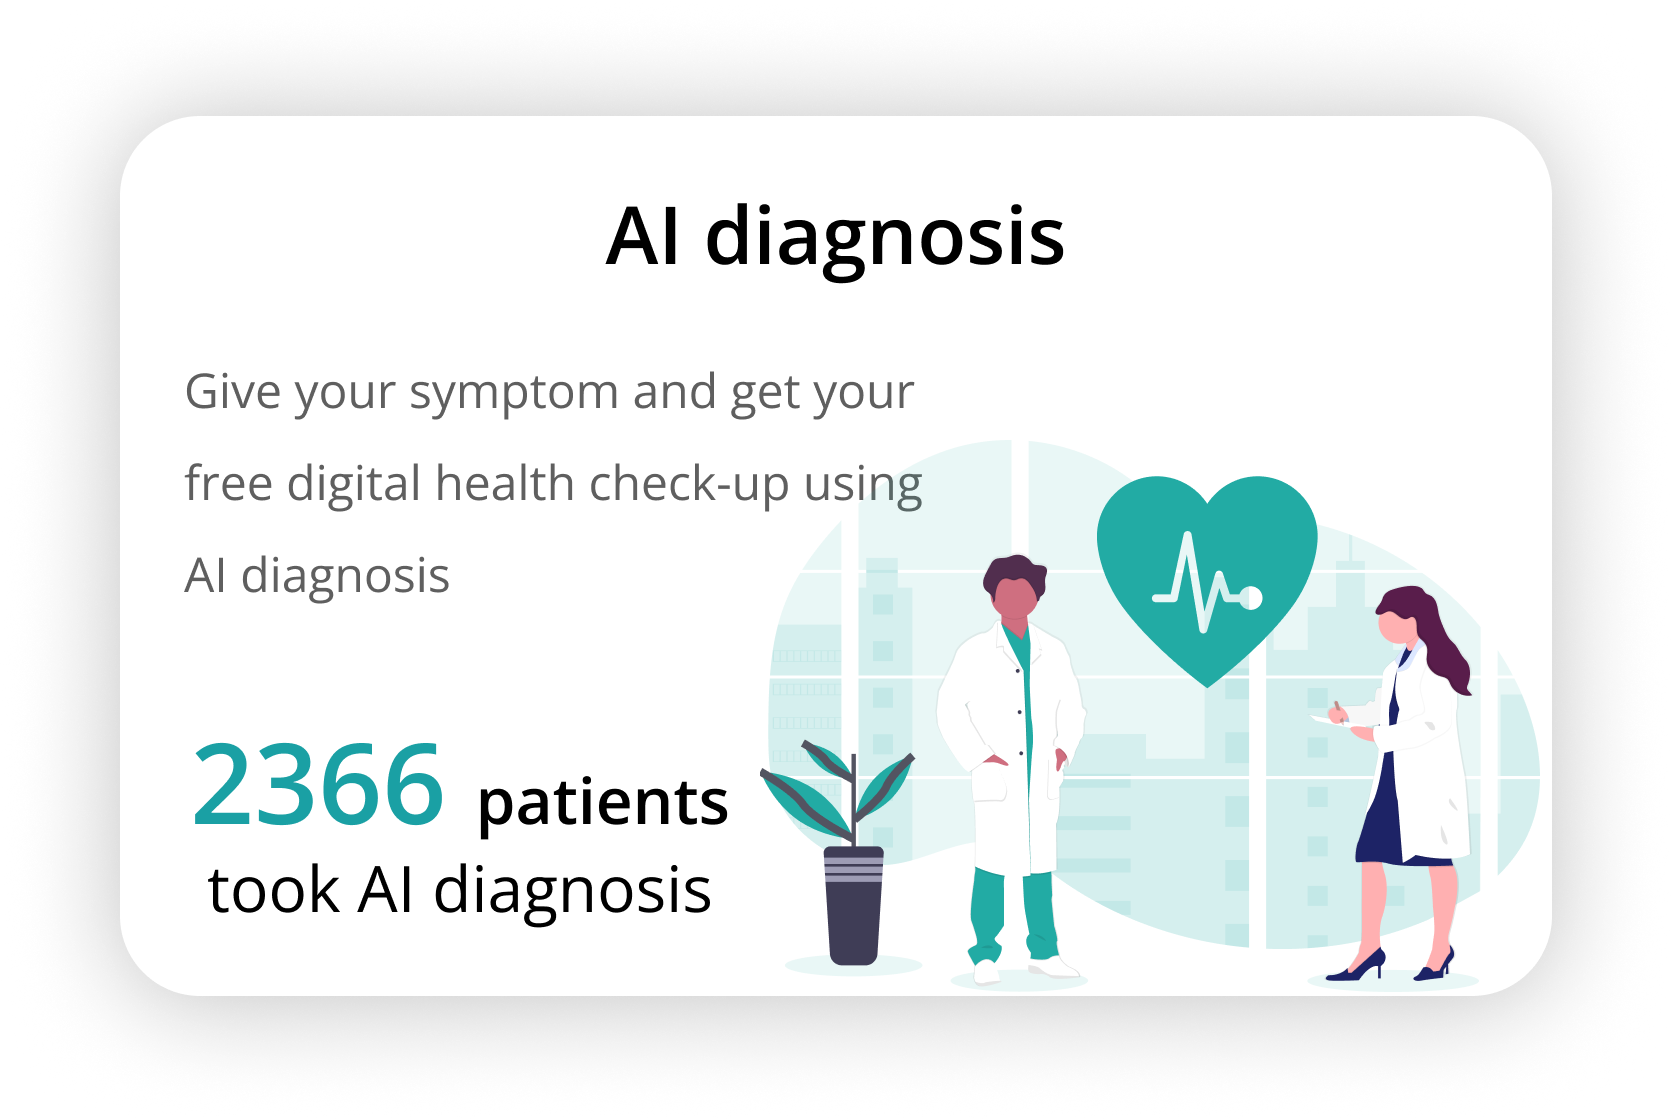 AI diagnosis
Give your symptom and get your
free digital health check-up using
AI diagnosis
2366 patients
took AI diagnosis